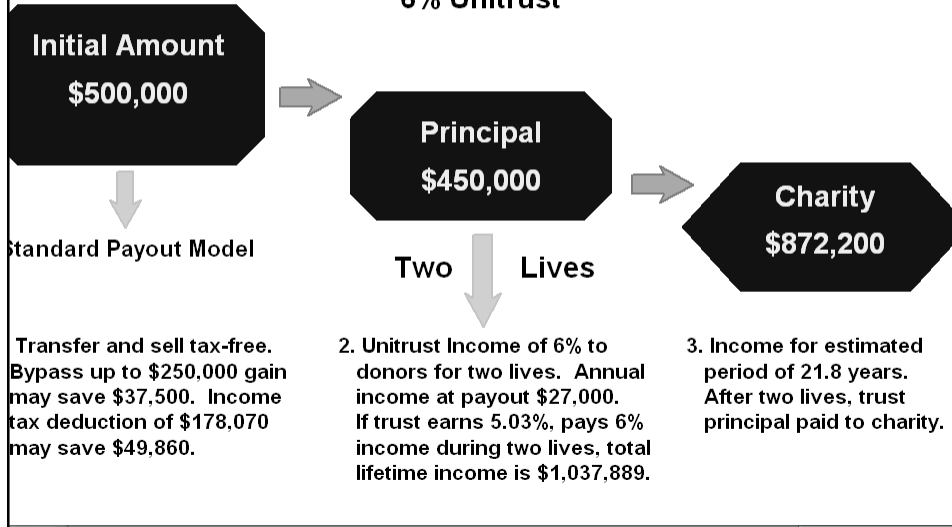 6% Unitrust
Initial Amount
$500,000
Principal
$450,000
Charity
$872,200
Standard Payout Model
Two Lives
Transfer and sell tax-free.
Bypass up to $250,000 gain
may save $37,500. Income
tax deduction of $178,070
may save $49,860.
2. Unitrust Income of 6% to
donors for two lives. Annual
income at payout $27,000.
If trust earns 5.03%, pays 6%
income during two lives, total
lifetime income is $1,037,889.
3. Income for estimated
period of 21.8 years.
After two lives, trust
principal paid to charity.